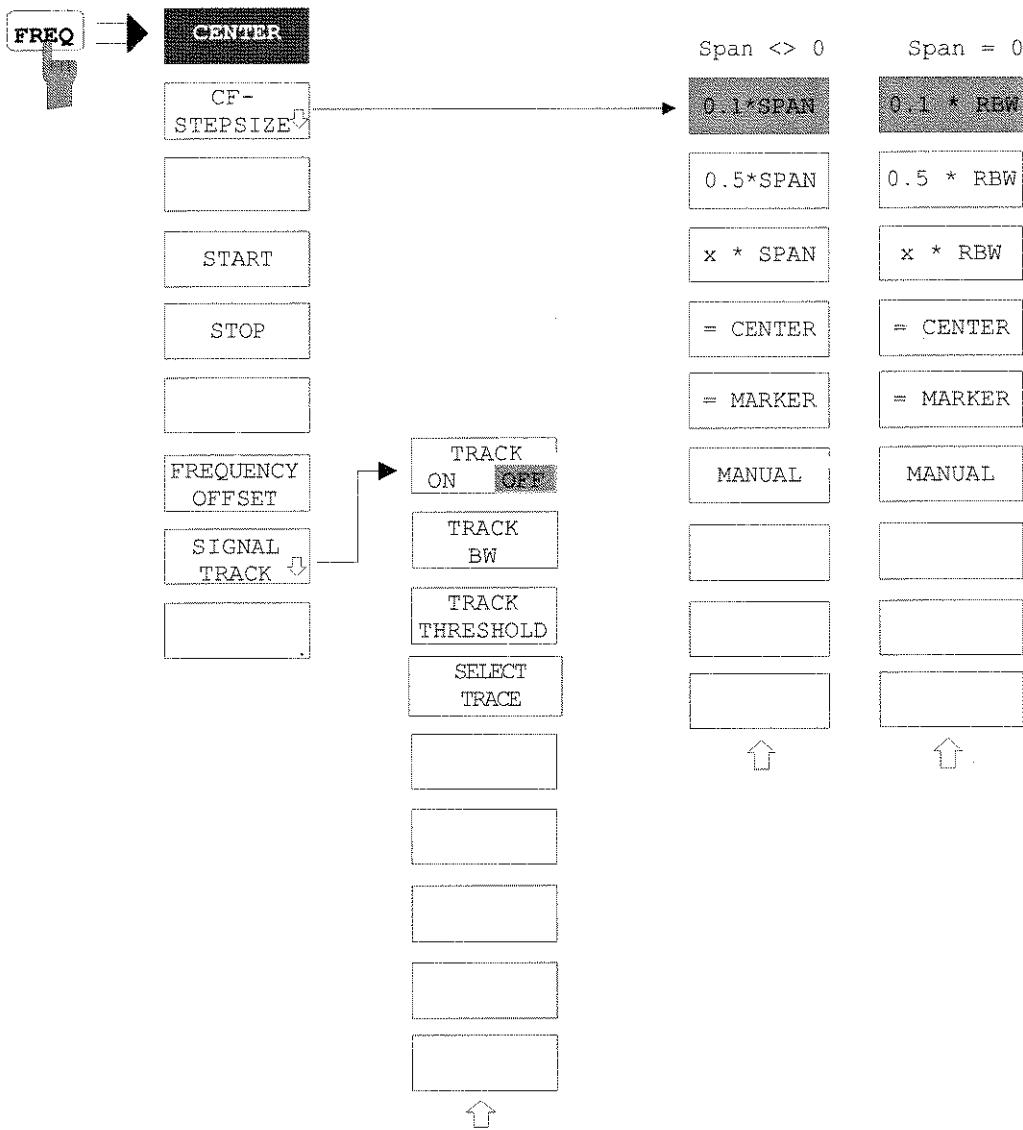 FREQ
CENTER
CF-
STEPSIZE
START
STOP
FREQUENCY
OFFSET
SIGNAL
TRACK
TRACK
ON OFF
TRACK
BW
TRACK
THRESHOLD
SELECT
TRACE
Span <> 0
0.1*SPAN
0.5*SPAN
x * SPAN
= CENTER
= MARKER
MANUAL
Span = 0
0.1 * RBW
0.5 * RBW
x * RBW
= CENTER
= MARKER
MANUAL